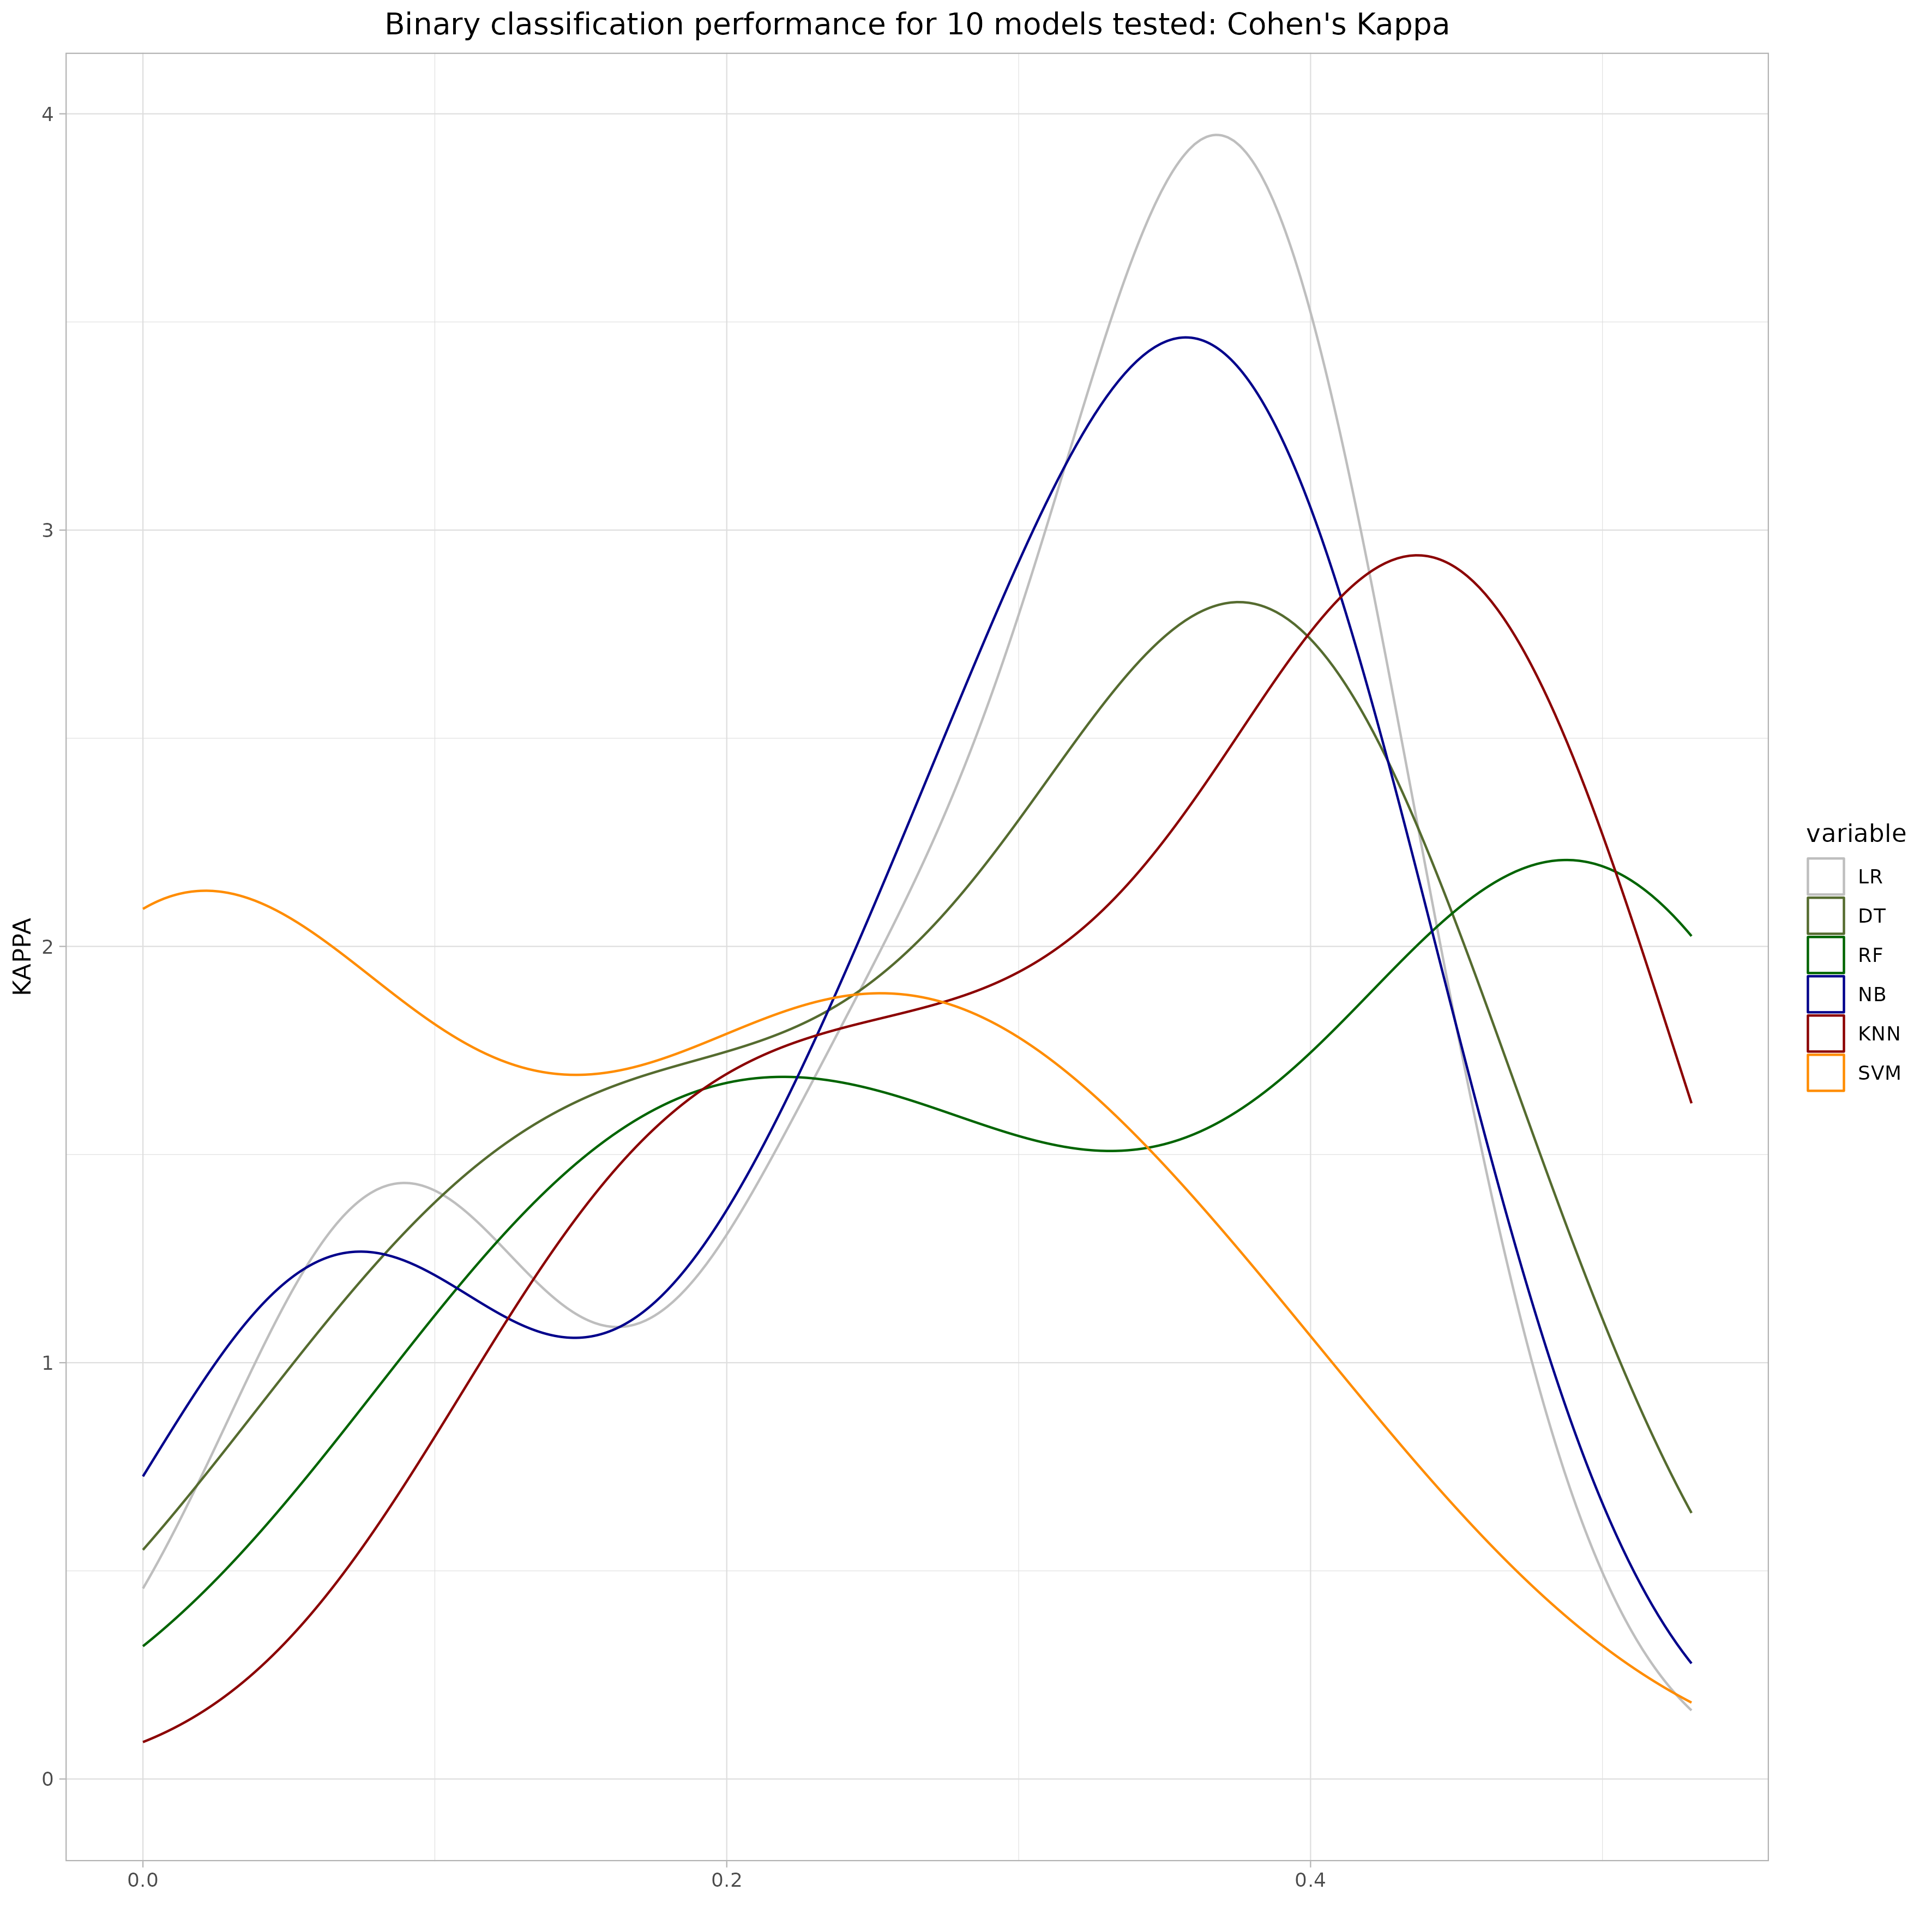 Binary classification performance for 10 models tested: Cohen's Kappa
4
3
2
1
0
KAPPA
0.0
0.2
0.4
variable
LR
DT
RF
NB
KNN
SVM